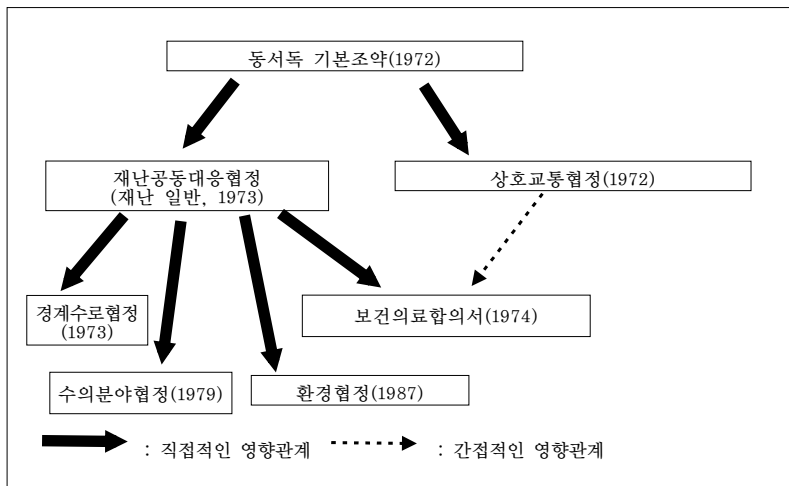 동서독 기본조약(1972)
재난공동대응협정
(재난 일반, 1973)
상호교통협정(1972)
경계수로협정
(1973)
보건의료합의서(1974)
수의분야협정(1979)
환경협정(1987)
: 직접적인 영향관계
: 간접적인 영향관계